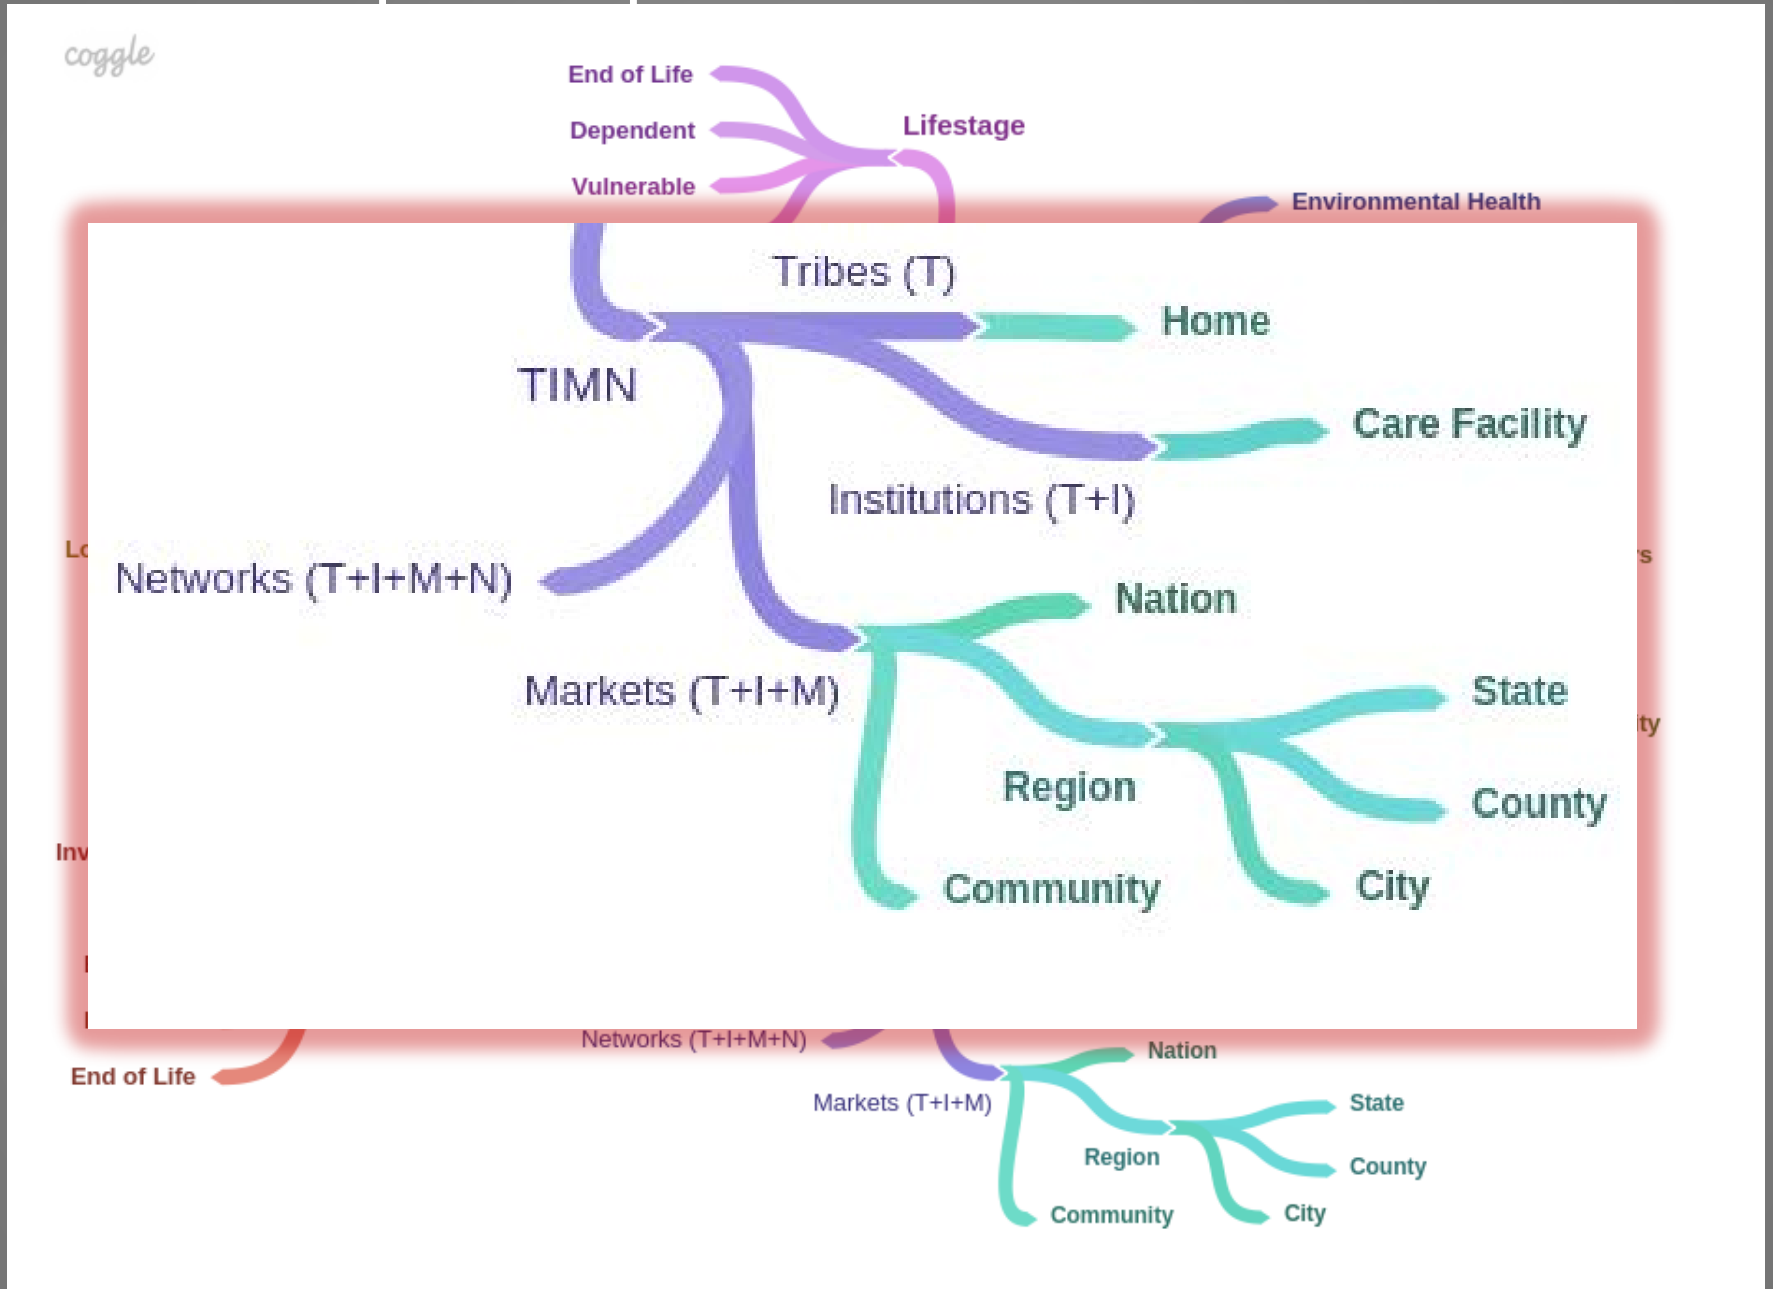 coggle
End of Life
Dependent
Vulnerable
Lifestage
Environmental Health
Tribes (T)
Home
TIMN
Care Facility
Institutions (T+I)
Networks (T+I+M+N)
Nation
Markets (T+I+M)
State
Region
County
Community
City
Networks (T+I+M+N)
Nation
End of Life
Markets (T+I+M)
State
Region
County
Community
City